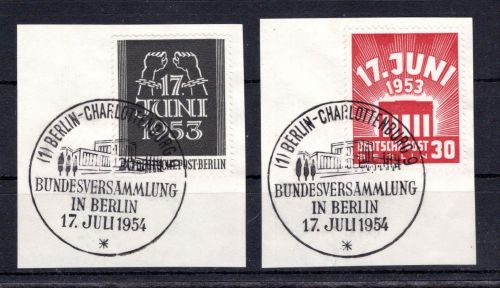 17.
JUNI
1953
DEUTSCHE POST BERLIN
(1) BERLIN-CHARLOTTENBURG
BUNDESVERSAMMLUNG
IN BERLIN
17. JULI 1954
17. JUNI
1953
DEUTSCHE POST
30
(1) BERLIN-CHARLOTTENBURG 9
BUNDESVERSAMMLUNG
IN BERLIN
17. JULI 1954